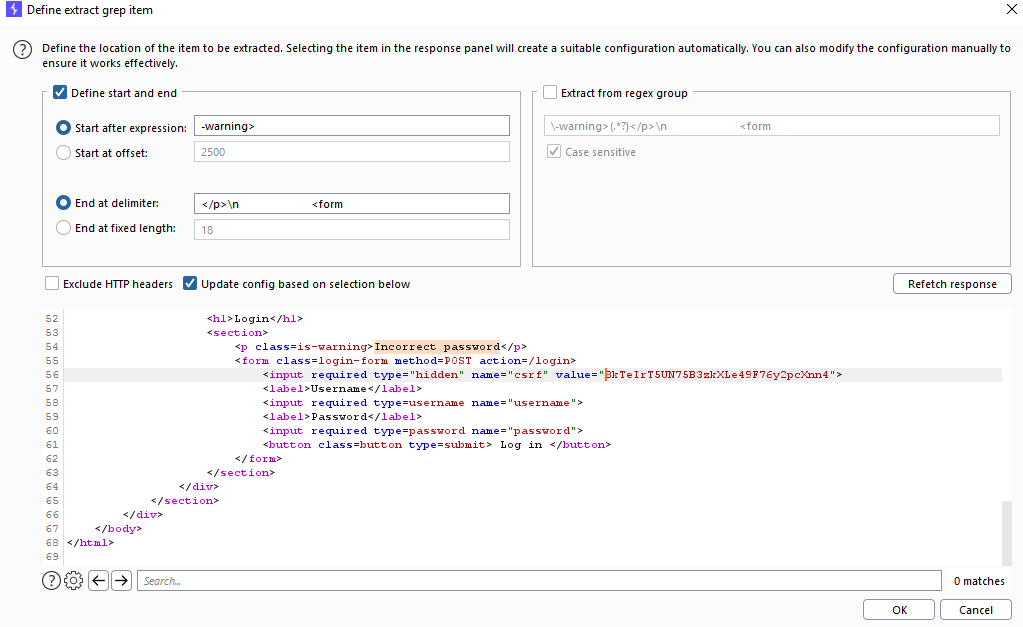 Define extract grep item
Define the location of the item to be extracted. Selecting the item in the response panel will create a suitable configuration automatically. You can also modify the configuration manually to
ensure it works effectively.
Define start and end
Start after expression: -warning>
Start at offset: 2500
End at delimiter: </p>\n                        <form
End at fixed length: 18
Extract from regex group
\-warning>(.*?)</p>\n                        <form
Case sensitive
Exclude HTTP headers
Update config based on selection below
Refetch response
52 <h1>Login</h1>
53 <section>
54 <p class=is-warning>Incorrect password</p>
55 <form class=login-form method=POST action=/login>
56 <input required type="hidden" name="csrf" value="BkTeIrT5UN75B3zkXLe49F76y2pcXnn4">
57 <label>Username</label>
58 <input required type=username name="username">
59 <label>Password</label>
60 <input required type=password name="password">
61 <button class=button type=submit> Log in </button>
62 </form>
63 </section>
64 </div>
65 </section>
66 </div>
67 </body>
68 </html>
69
Search...
0 matches
OK
Cancel